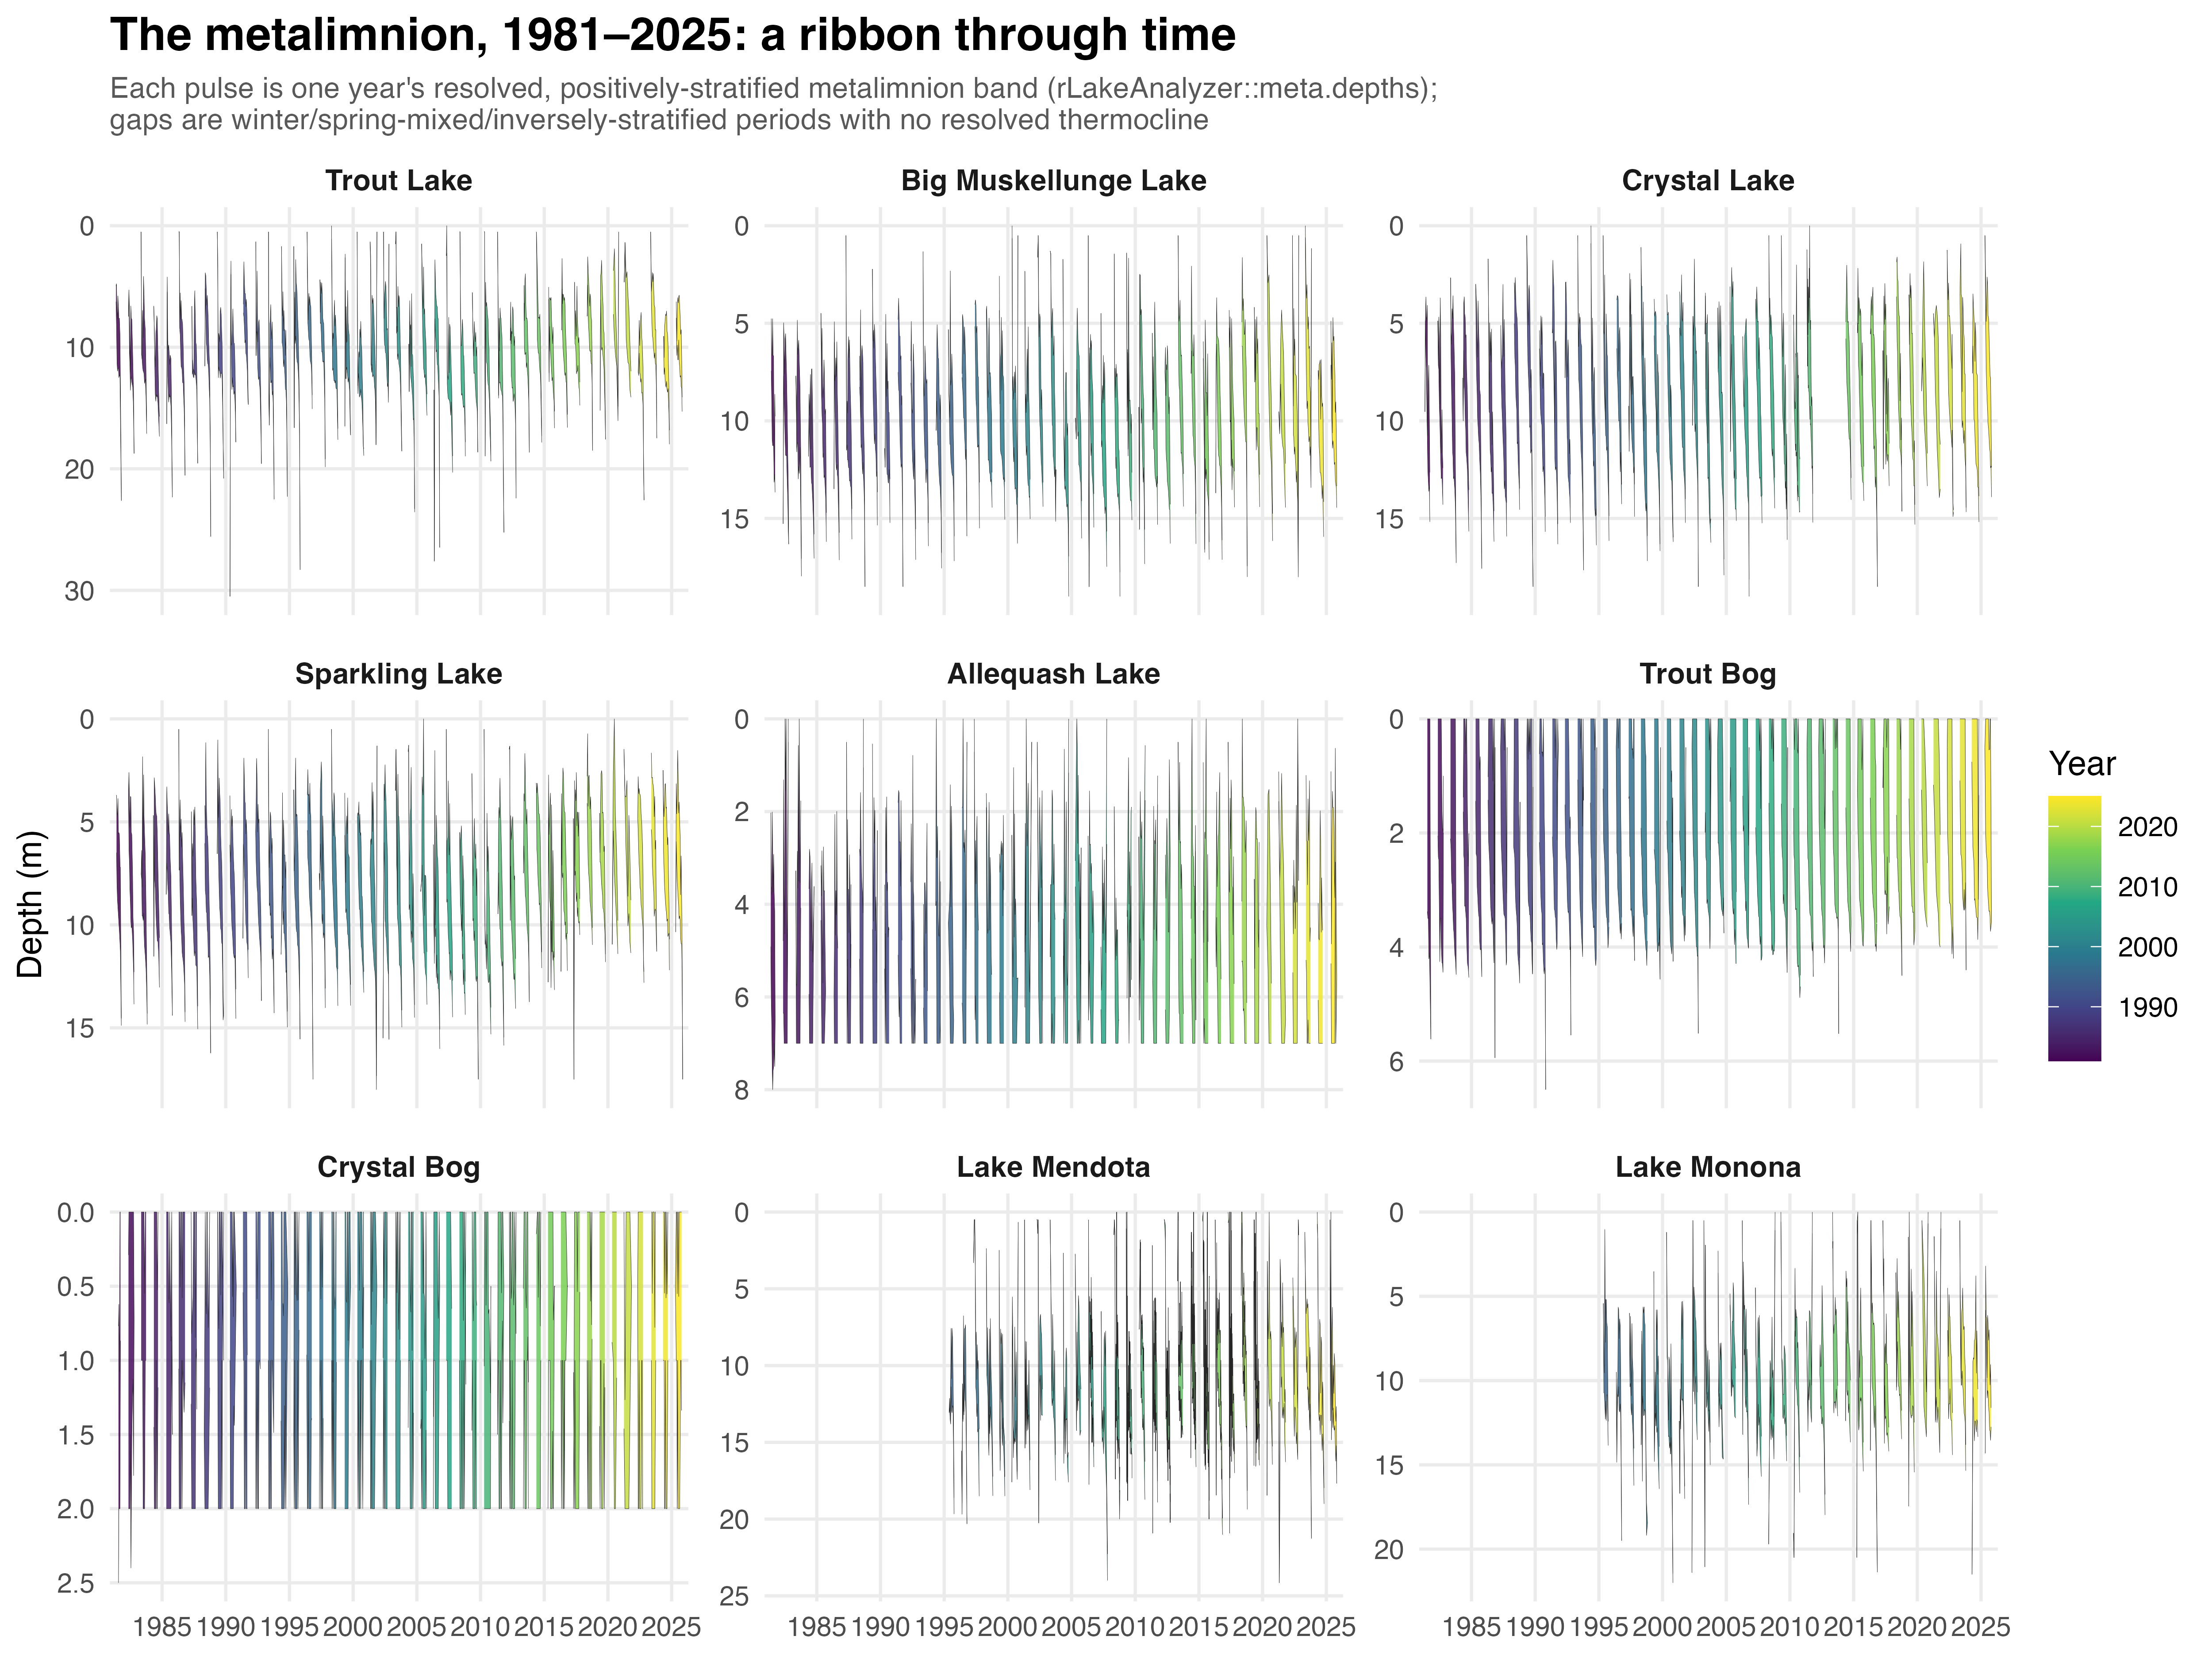 The metalimnion, 1981–2025: a ribbon through time
Each pulse is one year's resolved, positively-stratified metalimnion band (rLakeAnalyzer::meta.depths);
gaps are winter/spring-mixed/inversely-stratified periods with no resolved thermocline
Trout Lake
Big Muskellunge Lake
Crystal Lake
0
10
20
30
0
5
10
15
0
5
10
15
Sparkling Lake
Allequash Lake
Trout Bog
0
5
10
15
0
2
4
6
8
0
2
4
6
Depth (m)
Year
2020
2010
2000
1990
Crystal Bog
Lake Mendota
Lake Monona
0.0
0.5
1.0
1.5
2.0
2.5
0
5
10
15
20
25
0
5
10
15
20
1985 1990 1995 2000 2005 2010 2015 2020 2025
1985 1990 1995 2000 2005 2010 2015 2020 2025
1985 1990 1995 2000 2005 2010 2015 2020 2025